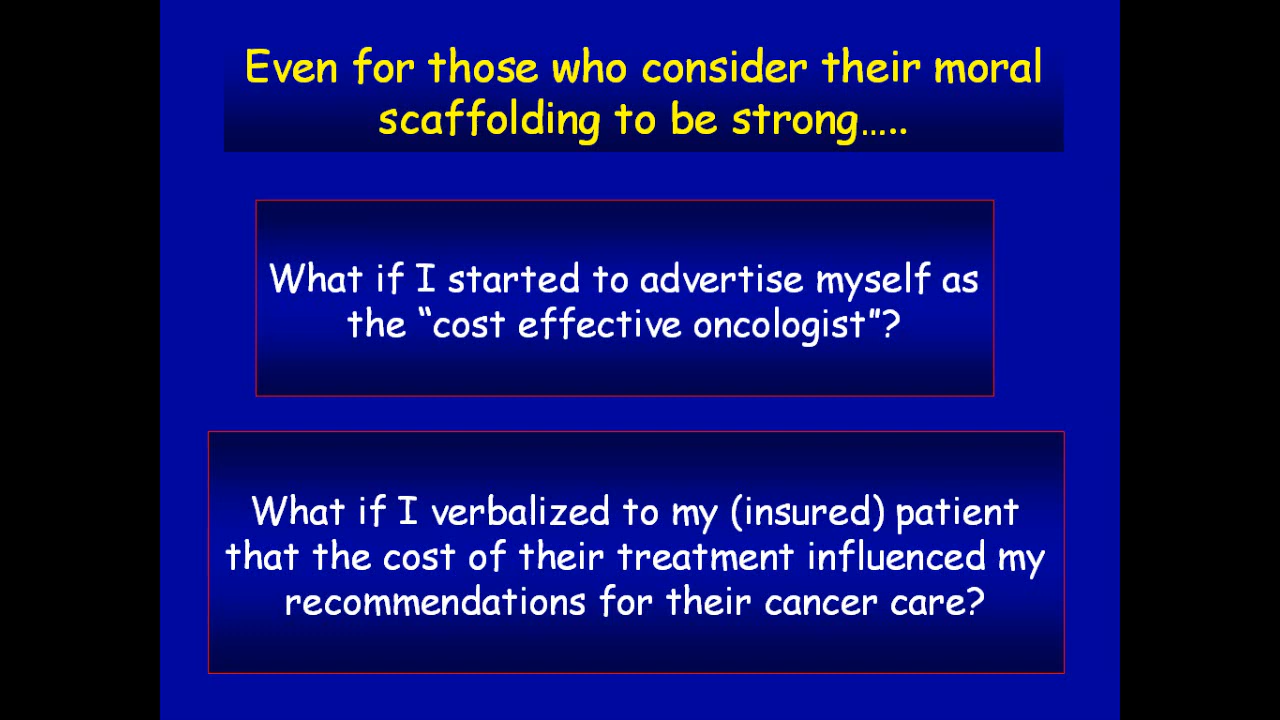 Even for those who consider their moral
scaffolding to be strong.....
What if I started to advertise myself as
the “cost effective oncologist”?
What if I verbalized to my (insured) patient
that the cost of their treatment influenced my
recommendations for their cancer care?